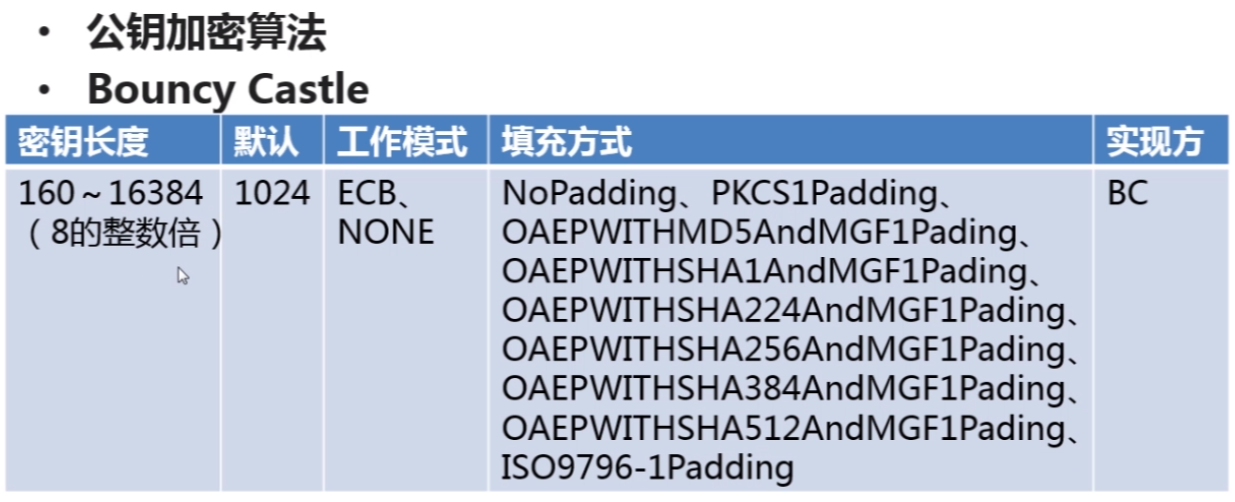 • 公钥加密算法
• Bouncy Castle
密钥长度 默认 工作模式 填充方式 实现方
160～16384 1024 ECB、 NoPadding、PKCS1Padding、 BC
（8的整数倍） NONE OAEPWITHMD5AndMGF1Pading、
OAEPWITHSHA1AndMGF1Pading、
OAEPWITHSHA224AndMGF1Pading、
OAEPWITHSHA256AndMGF1Pading、
OAEPWITHSHA384AndMGF1Pading、
OAEPWITHSHA512AndMGF1Pading、
ISO9796-1Padding